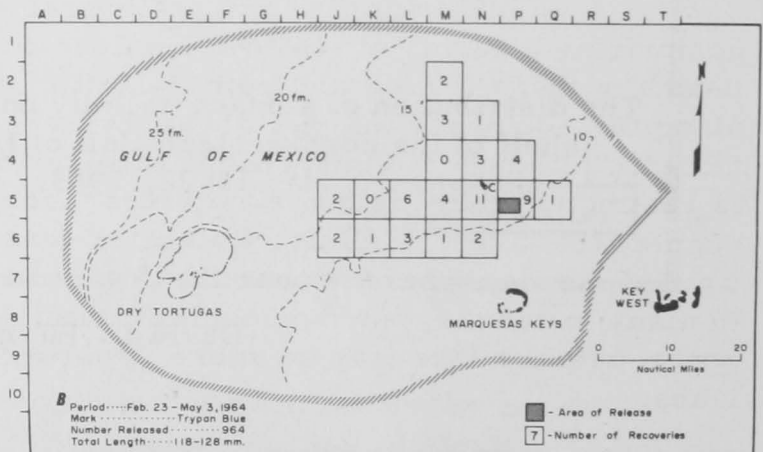 A B C D E F G H J K L M N P Q R S T
1
2
3
4
5
6
7
8
9
10
N
2
3 1
0 3 4
2 0 6 4 11 9 1
2 1 3 1 2
C
25 fm.
20 fm.
15
10
GULF OF MEXICO
DRY TORTUGAS
MARQUESAS KEYS
KEY
WEST
0 10 20
Nautical Miles
B
Period·····Feb. 23 – May 3, 1964
Mark············Trypan Blue
Number Released·········964
Total Length·····118-128 mm.
- Area of Release
7 - Number of Recoveries